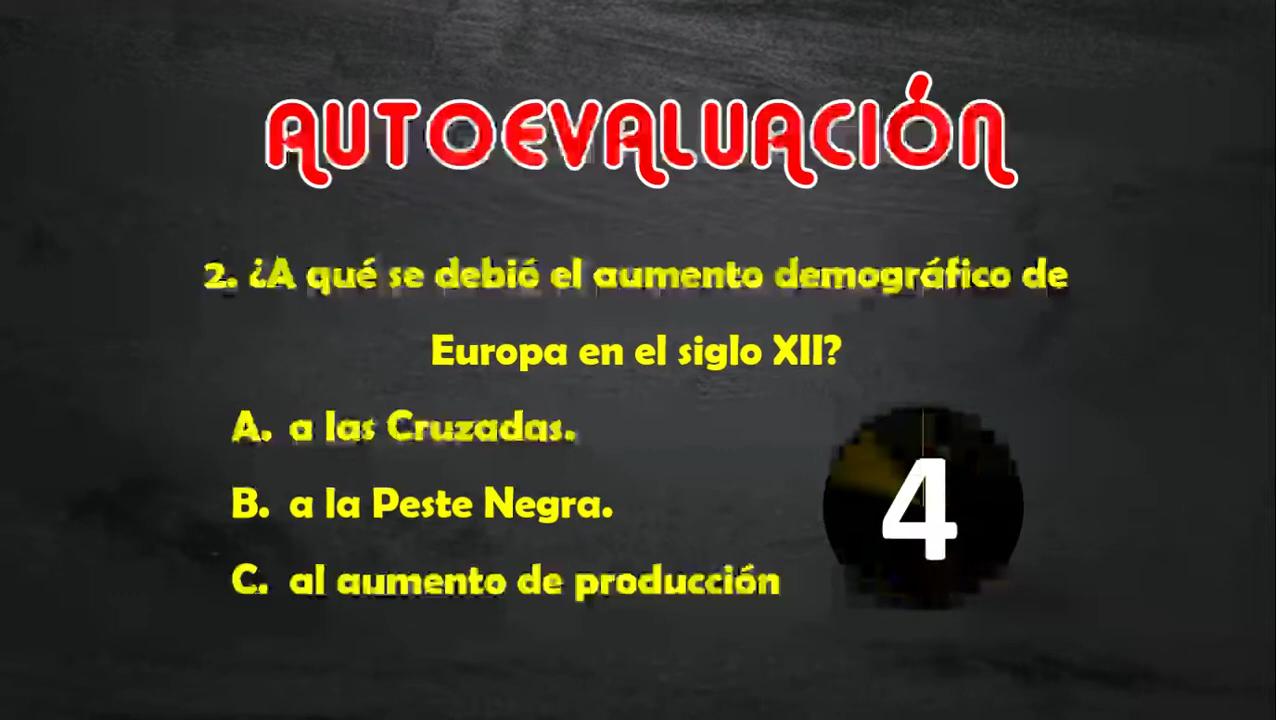 AUTOEVALUACIÓN
2. ¿A qué se debió el aumento demográfico de
Europa en el siglo XII?
A. a las Cruzadas.
B. a la Peste Negra.
4
C. al aumento de producción